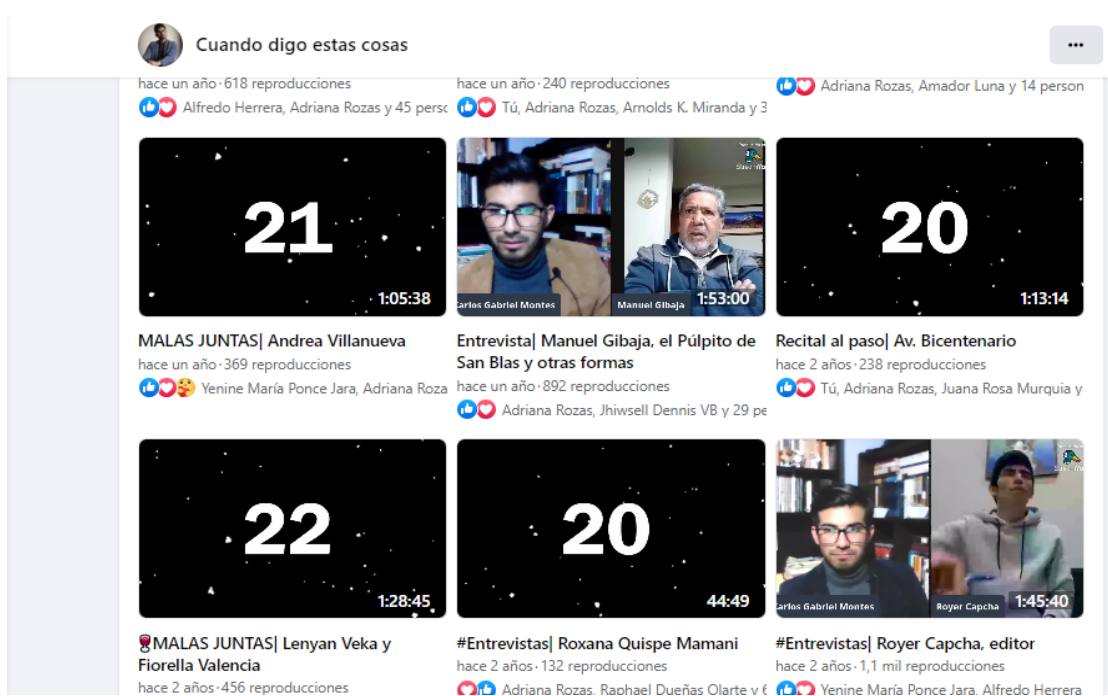 Cuando digo estas cosas
hace un año · 618 reproducciones
Alfredo Herrera, Adriana Rozas y 45 perso
hace un año · 240 reproducciones
Tú, Adriana Rozas, Arnolds K. Miranda y 3
Adriana Rozas, Amador Luna y 14 person
21
1:05:38
MALAS JUNTAS| Andrea Villanueva
hace un año · 369 reproducciones
Yenine María Ponce Jara, Adriana Roza
Carlos Gabriel Montes
Manuel Gibaja
1:53:00
Entrevista| Manuel Gibaja, el Púlpito de
San Blas y otras formas
hace un año · 892 reproducciones
Adriana Rozas, Jhiwsell Dennis VB y 29 pe
20
1:13:14
Recital al paso| Av. Bicentenario
hace 2 años · 238 reproducciones
Tú, Adriana Rozas, Juana Rosa Murquia y
22
1:28:45
🍷MALAS JUNTAS| Lenyan Veka y
Fiorella Valencia
hace 2 años · 456 reproducciones
20
44:49
#Entrevistas| Roxana Quispe Mamani
hace 2 años · 132 reproducciones
Adriana Rozas, Raphael Dueñas Olarte y 6
Carlos Gabriel Montes
Royer Capcha
1:45:40
#Entrevistas| Royer Capcha, editor
hace 2 años · 1,1 mil reproducciones
Yenine María Ponce Jara, Alfredo Herrera